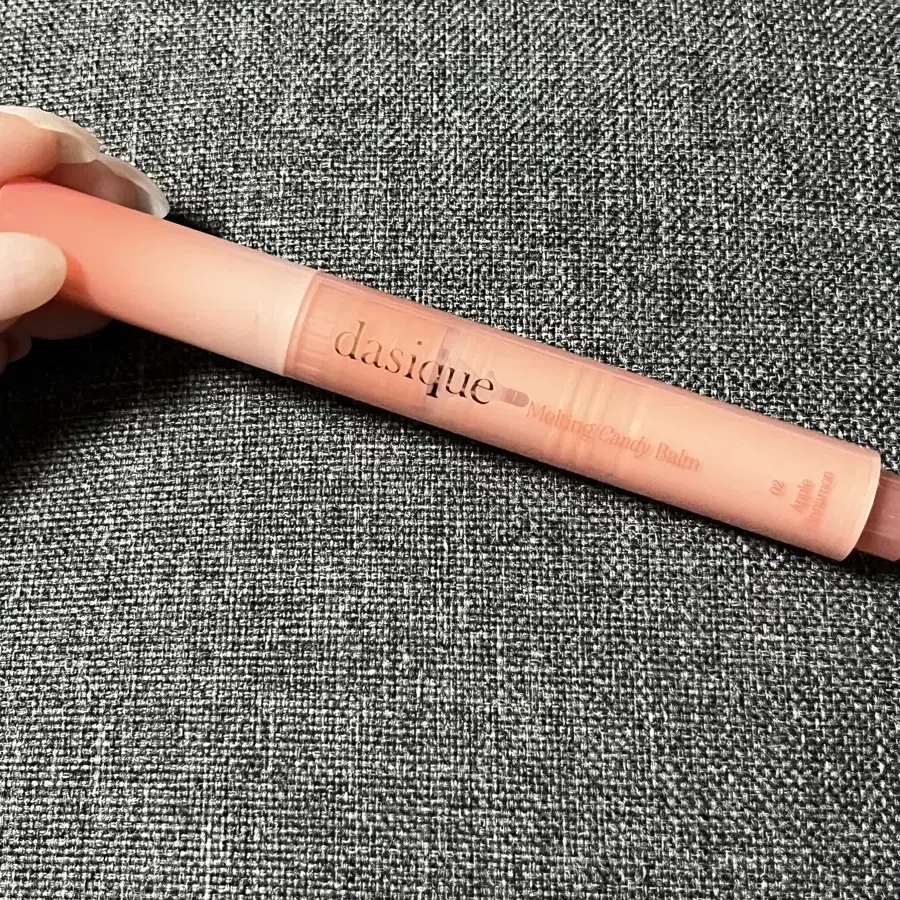 dasique
Melting Candy Balm
02
Apple
Cinnamon